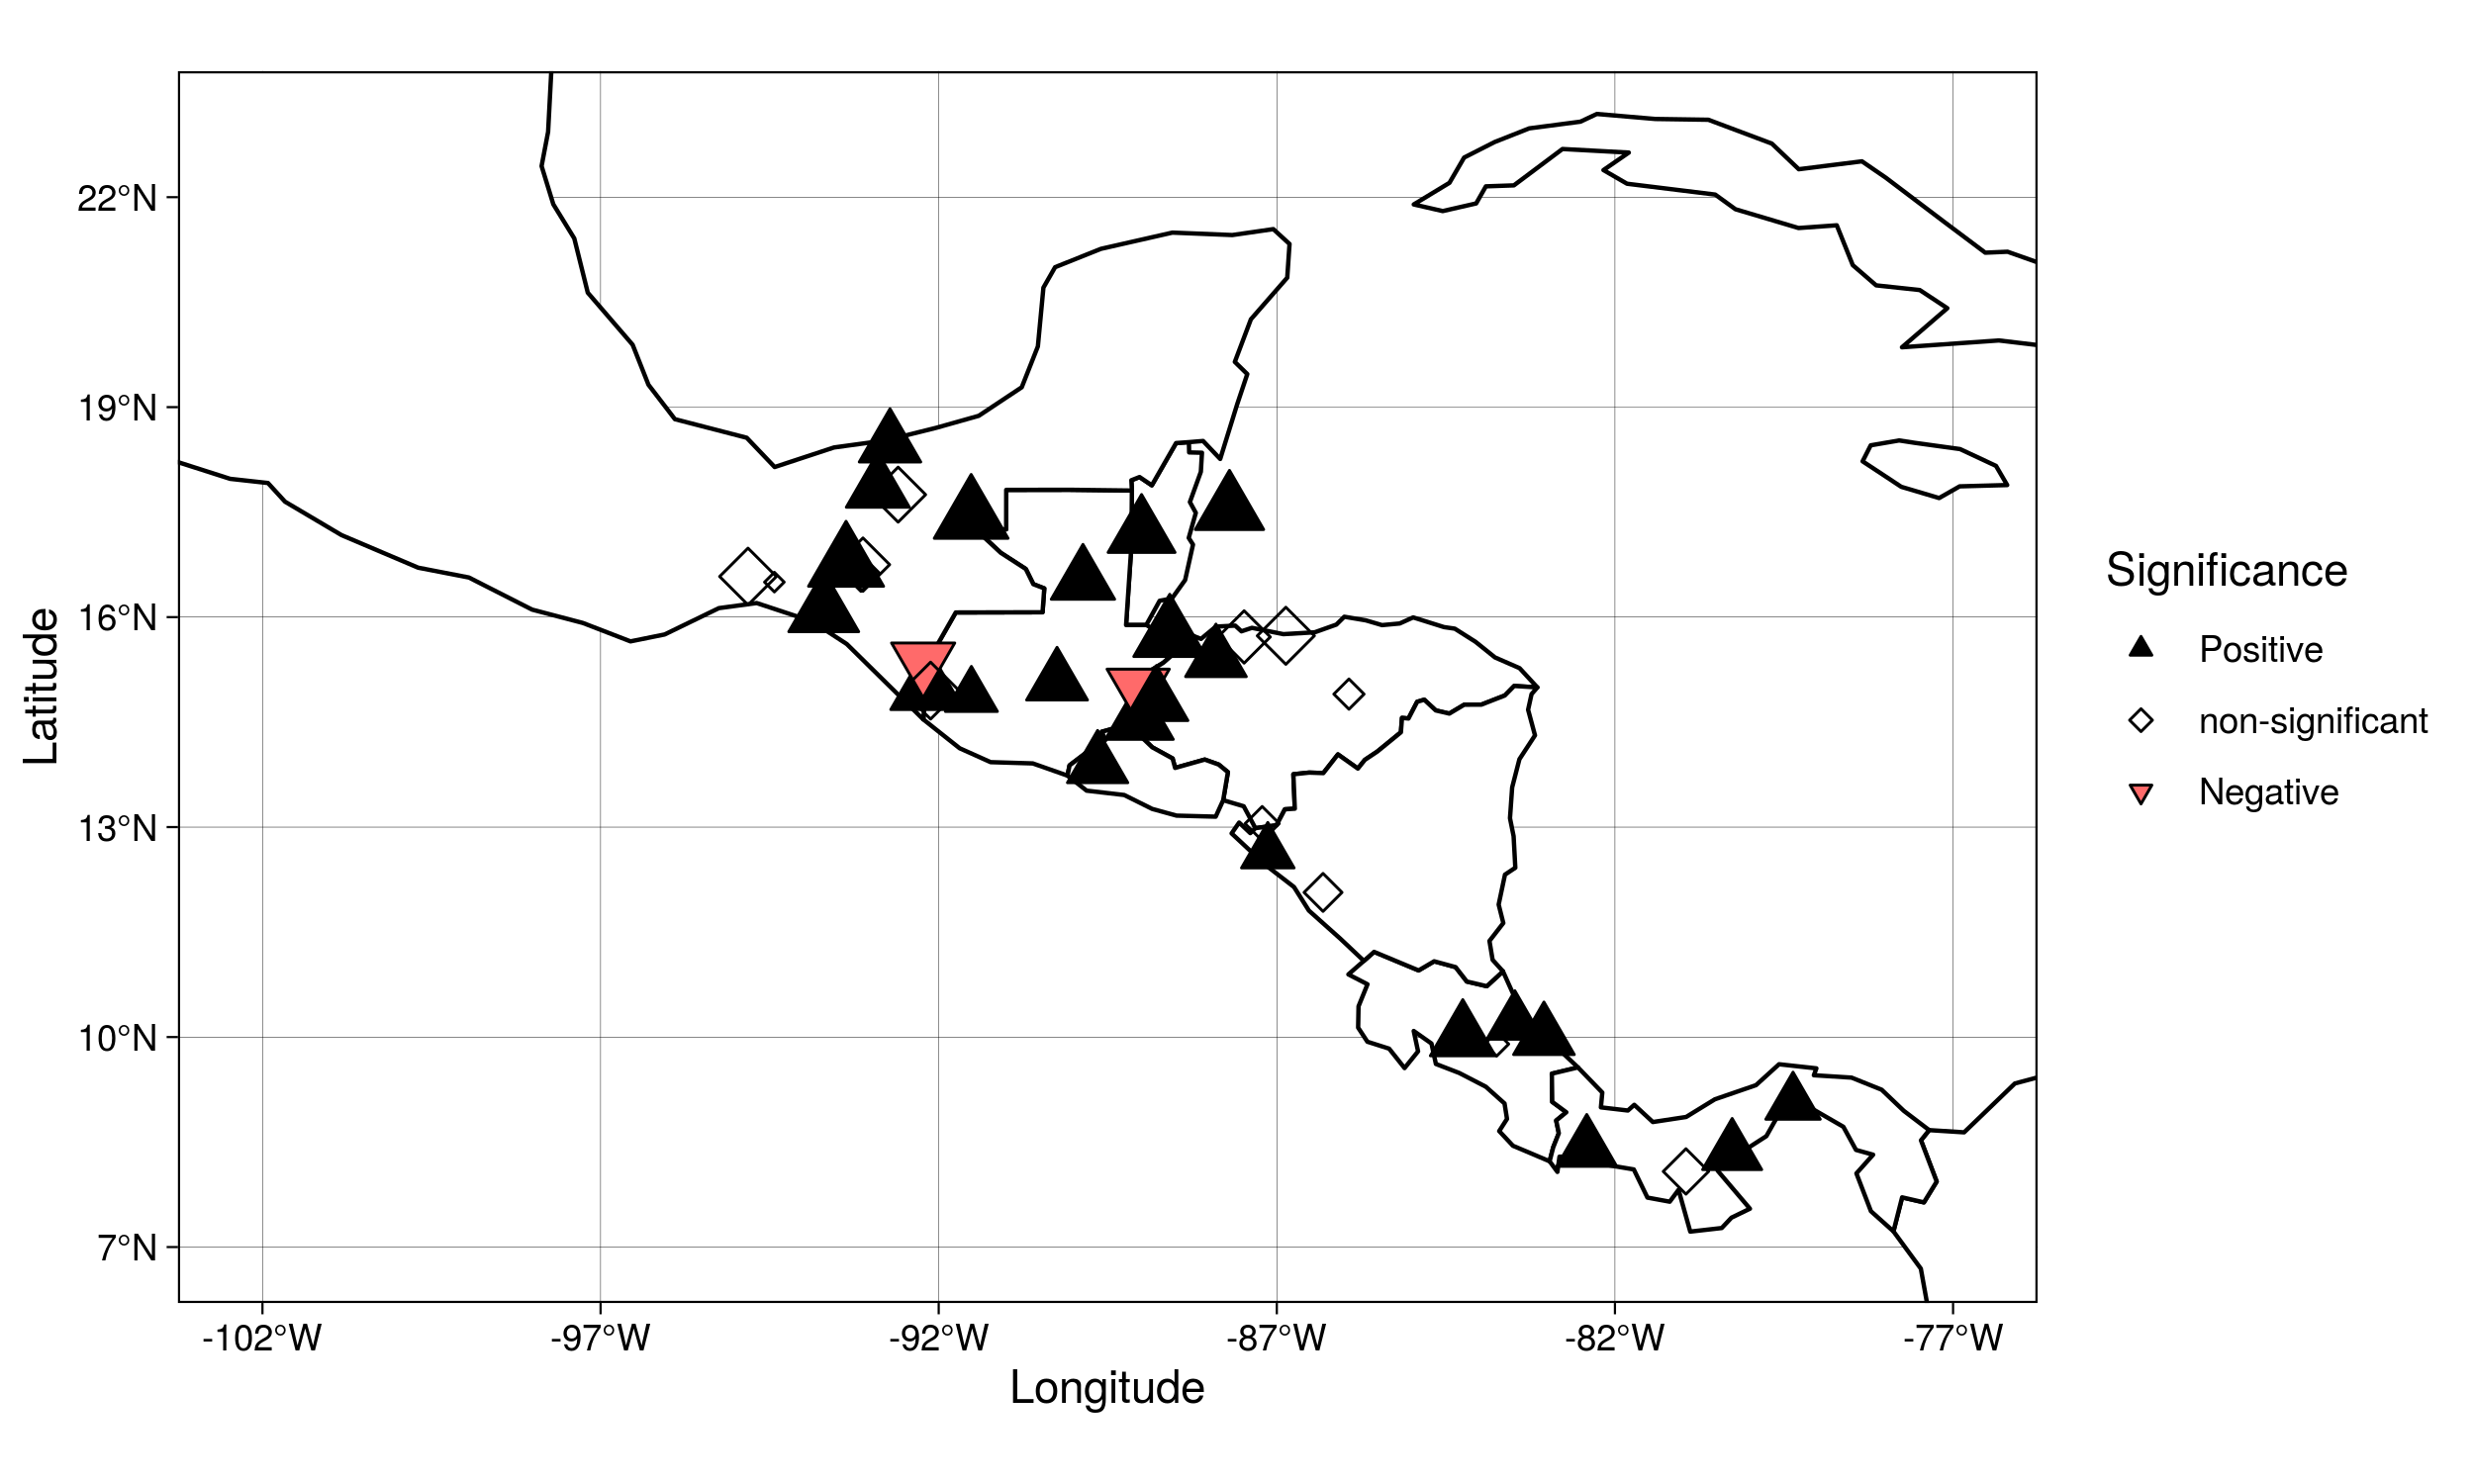 22°N
19°N
16°N
13°N
10°N
7°N
Latitude
-102°W -97°W -92°W -87°W -82°W -77°W
Longitude
Significance
Positive
non-significant
Negative